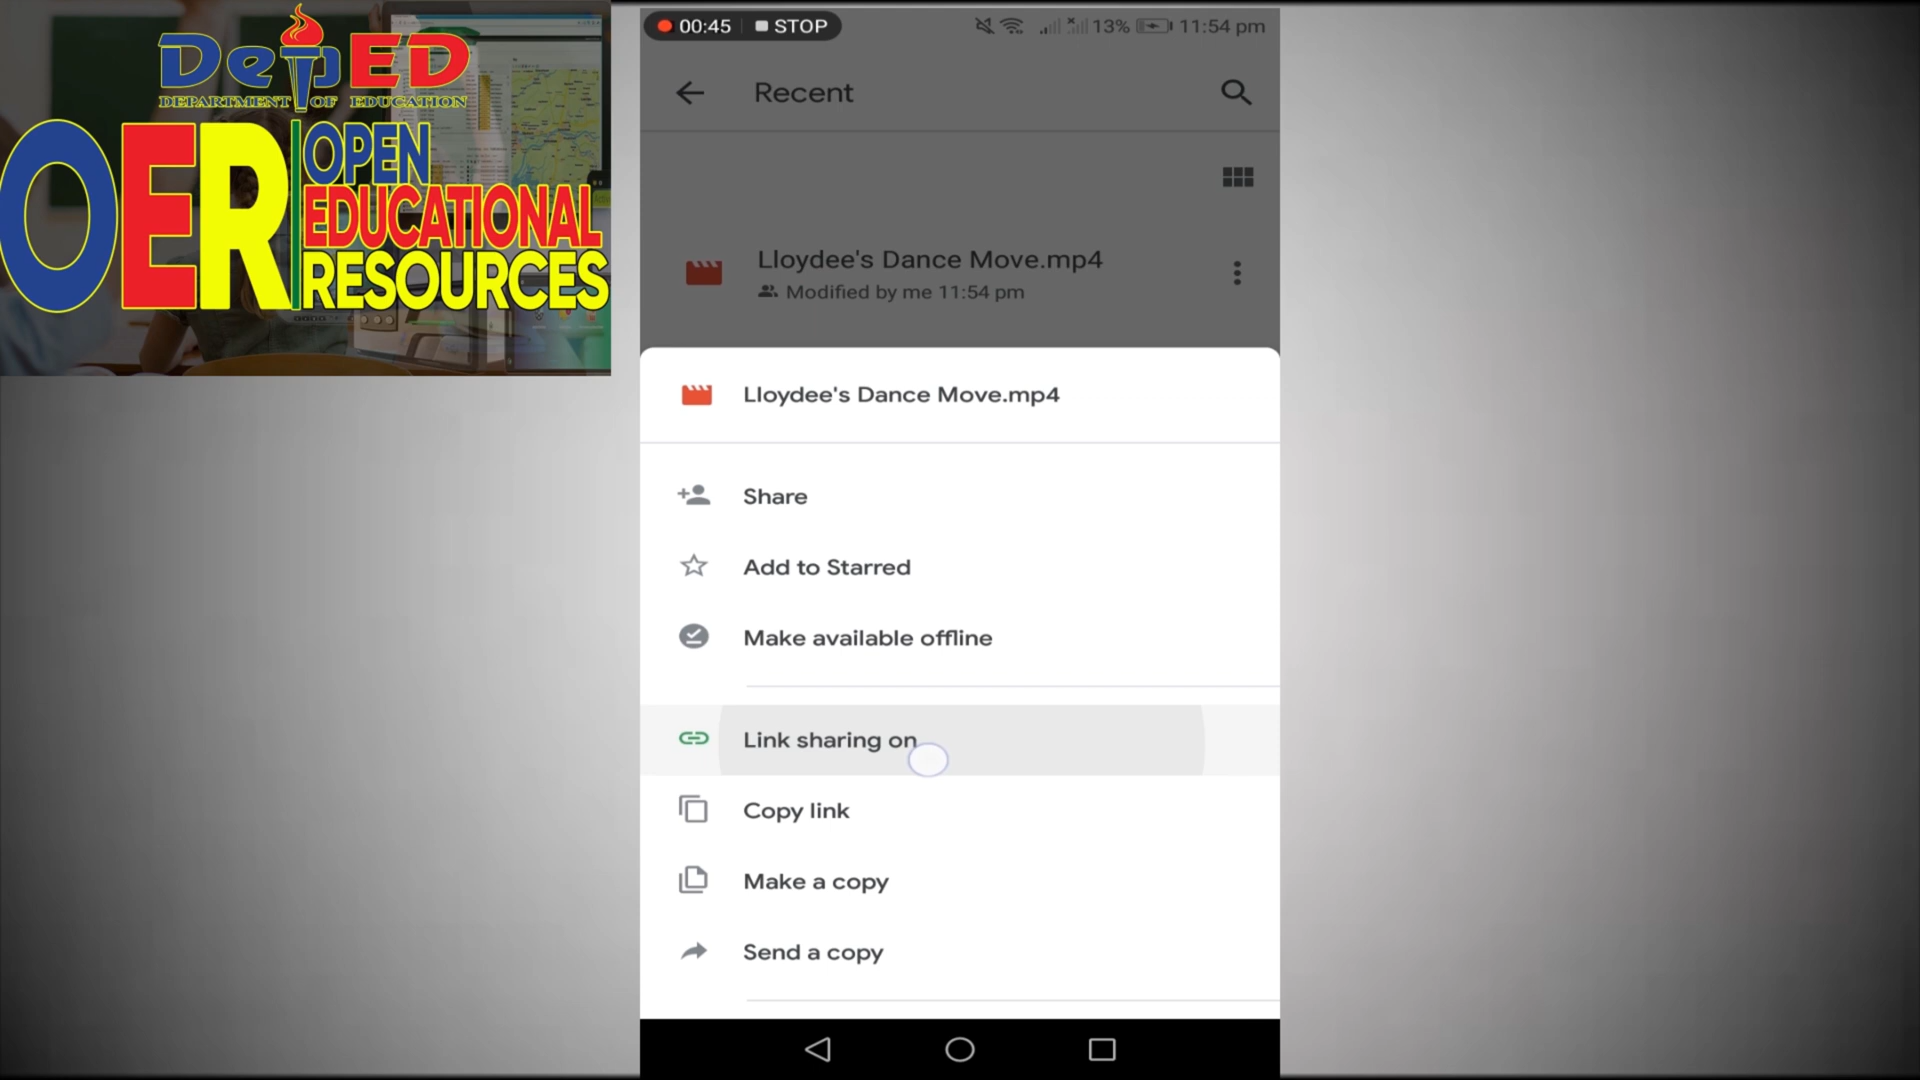 DepED
DEPARTMENT OF EDUCATION
OER
OPEN
EDUCATIONAL
RESOURCES
00:45 STOP
13% 11:54 pm
Recent
Lloydee's Dance Move.mp4
Modified by me 11:54 pm
Lloydee's Dance Move.mp4
Share
Add to Starred
Make available offline
Link sharing on
Copy link
Make a copy
Send a copy